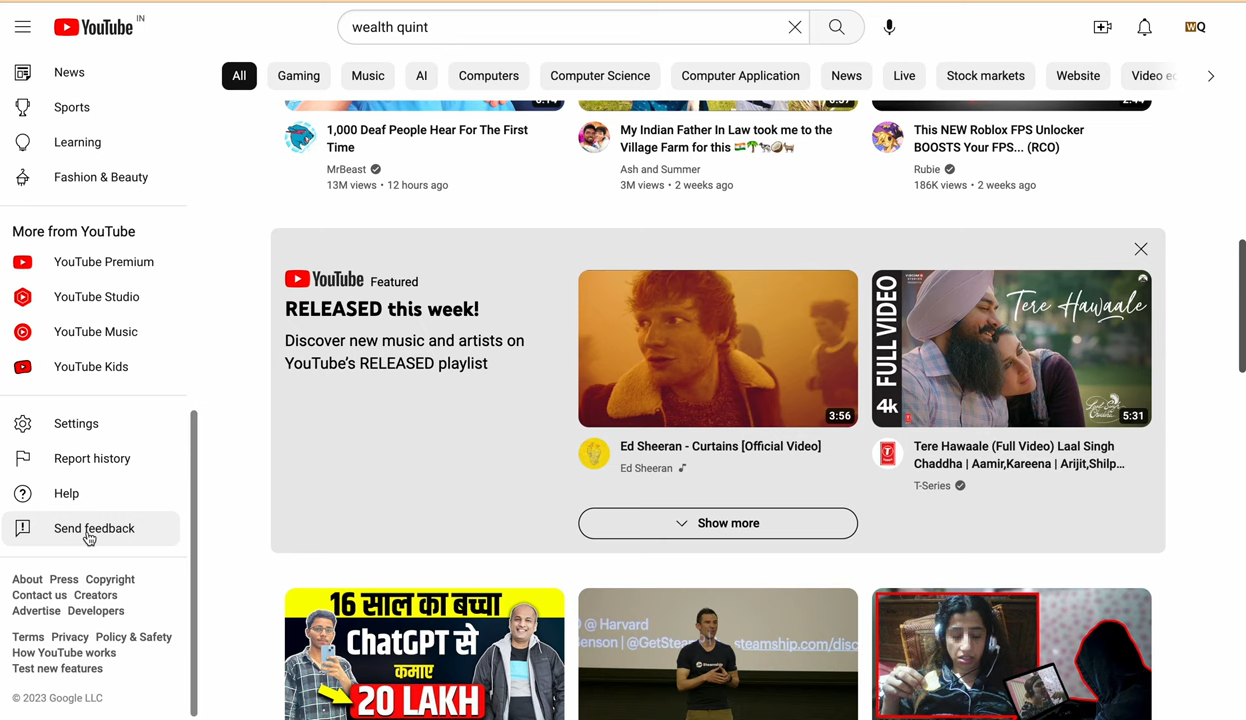 YouTube IN
wealth quint
WQ
News
Sports
Learning
Fashion & Beauty
More from YouTube
YouTube Premium
YouTube Studio
YouTube Music
YouTube Kids
Settings
Report history
Help
Send feedback
About Press Copyright
Contact us Creators
Advertise Developers
Terms Privacy Policy & Safety
How YouTube works
Test new features
© 2023 Google LLC
All Gaming Music AI Computers Computer Science Computer Application News Live Stock markets Website Video
1,000 Deaf People Hear For The First
Time
MrBeast
13M views • 12 hours ago
My Indian Father In Law took me to the
Village Farm for this 🇮🇳🌴🐄🥥🐐
Ash and Summer
3M views • 2 weeks ago
This NEW Roblox FPS Unlocker
BOOSTS Your FPS... (RCO)
Rubie
186K views • 2 weeks ago
YouTube Featured
RELEASED this week!
Discover new music and artists on
YouTube's RELEASED playlist
3:56
Ed Sheeran - Curtains [Official Video]
Ed Sheeran
FULL VIDEO
4k
Tere Hawaale
5:31
Tere Hawaale (Full Video) Laal Singh
Chaddha | Aamir,Kareena | Arijit,Shilp...
T-Series
Show more
16 साल का बच्चा
ChatGPT से
कमाए
20 LAKH
@ Harvard
enson | @GetStea
steamship.com/disc
Steamship